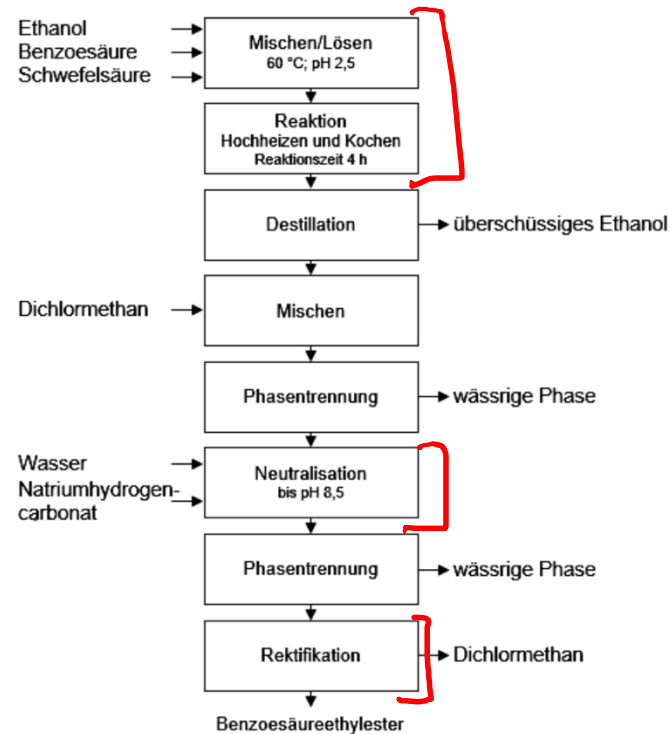 Ethanol
Benzoesäure
Schwefelsäure
Mischen/Lösen
60 °C; pH 2,5
Reaktion
Hochheizen und Kochen
Reaktionszeit 4 h
Destillation
überschüssiges Ethanol
Dichlormethan
Mischen
Phasentrennung
wässrige Phase
Wasser
Natriumhydrogen-
carbonat
Neutralisation
bis pH 8,5
Phasentrennung
wässrige Phase
Rektifikation
Dichlormethan
Benzoesäureethylester